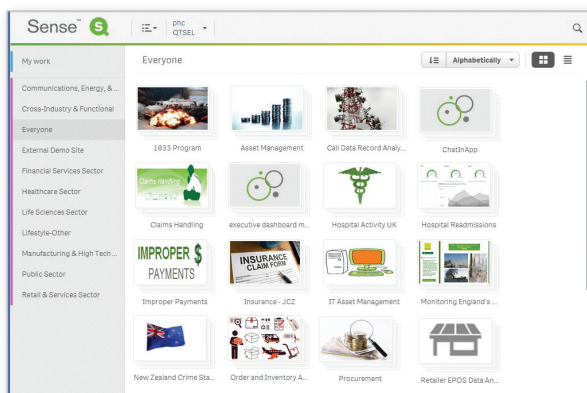 Sense™
phc
QTSEL
My work
Everyone
Alphabetically
Communications, Energy, &...
Cross-Industry & Functional
Everyone
External Demo Site
Financial Services Sector
Healthcare Sector
Life Sciences Sector
Lifestyle-Other
Manufacturing & High Tech ...
Public Sector
Retail & Services Sector
1033 Program
Asset Management
Call Data Record Analy...
ChatInApp
Claims Handling
Claims Handling
executive dashboard m...
Hospital Activity UK
Hospital Readmissions
IMPROPER $
PAYMENTS
INSURANCE
CLAIM FORM
Improper Payments
Insurance - JCZ
IT Asset Management
Monitoring England's ...
New Zealand Crime Sta...
Order and Inventory A...
Procurement
Retailer EPOS Data An...